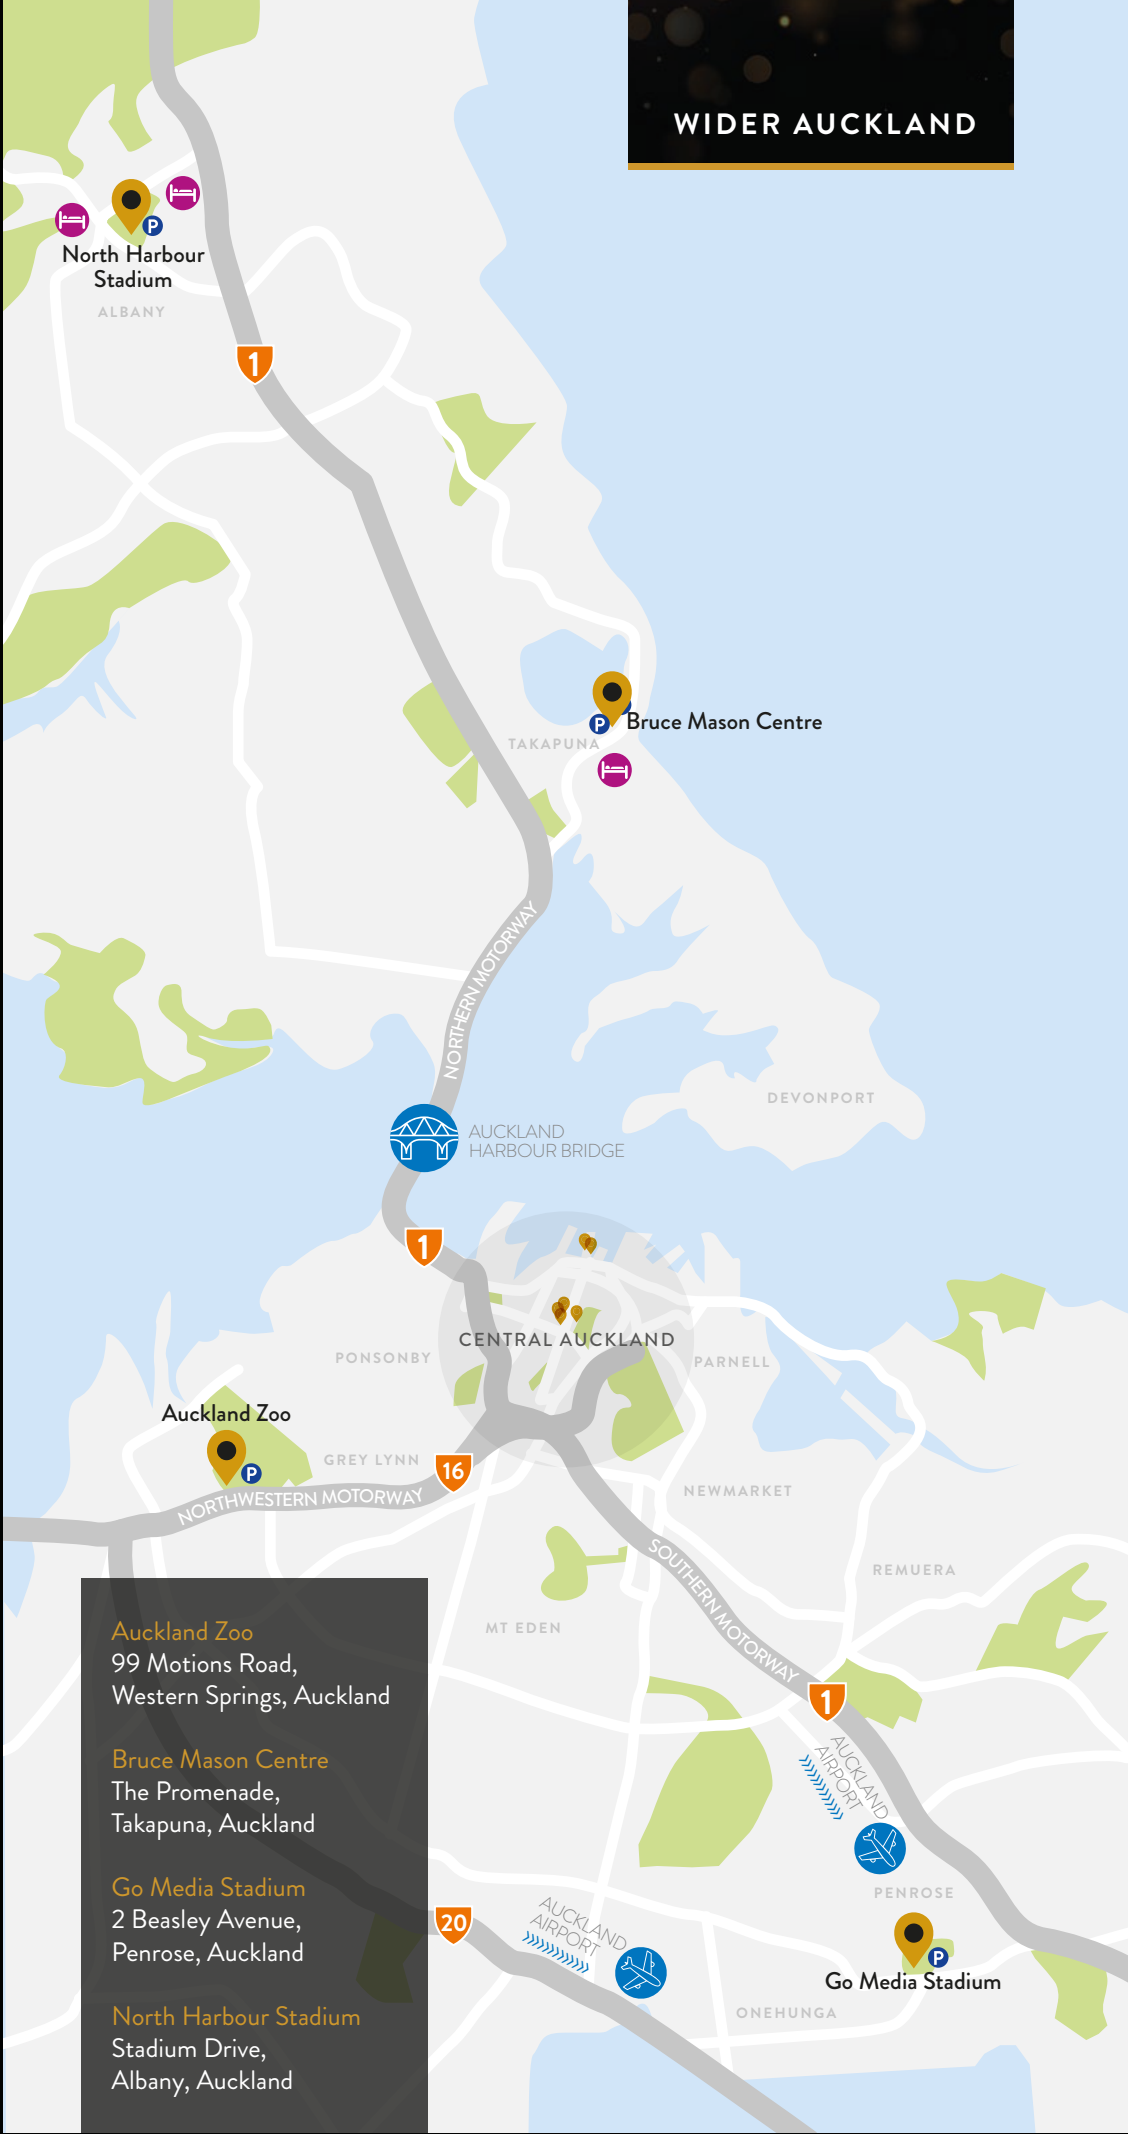 WIDER AUCKLAND
P
North Harbour
Stadium
ALBANY
1
P
Bruce Mason Centre
TAKAPUNA
NORTHERN MOTORWAY
DEVONPORT
AUCKLAND
HARBOUR BRIDGE
1
CENTRAL AUCKLAND
PONSONBY
PARNELL
Auckland Zoo
P
GREY LYNN
16
NORTHWESTERN MOTORWAY
NEWMARKET
SOUTHERN MOTORWAY
REMUERA
MT EDEN
1
AUCKLAND
AIRPORT
PENROSE
20
AUCKLAND
AIRPORT
P
Go Media Stadium
ONEHUNGA
Auckland Zoo
99 Motions Road,
Western Springs, Auckland
Bruce Mason Centre
The Promenade,
Takapuna, Auckland
Go Media Stadium
2 Beasley Avenue,
Penrose, Auckland
North Harbour Stadium
Stadium Drive,
Albany, Auckland